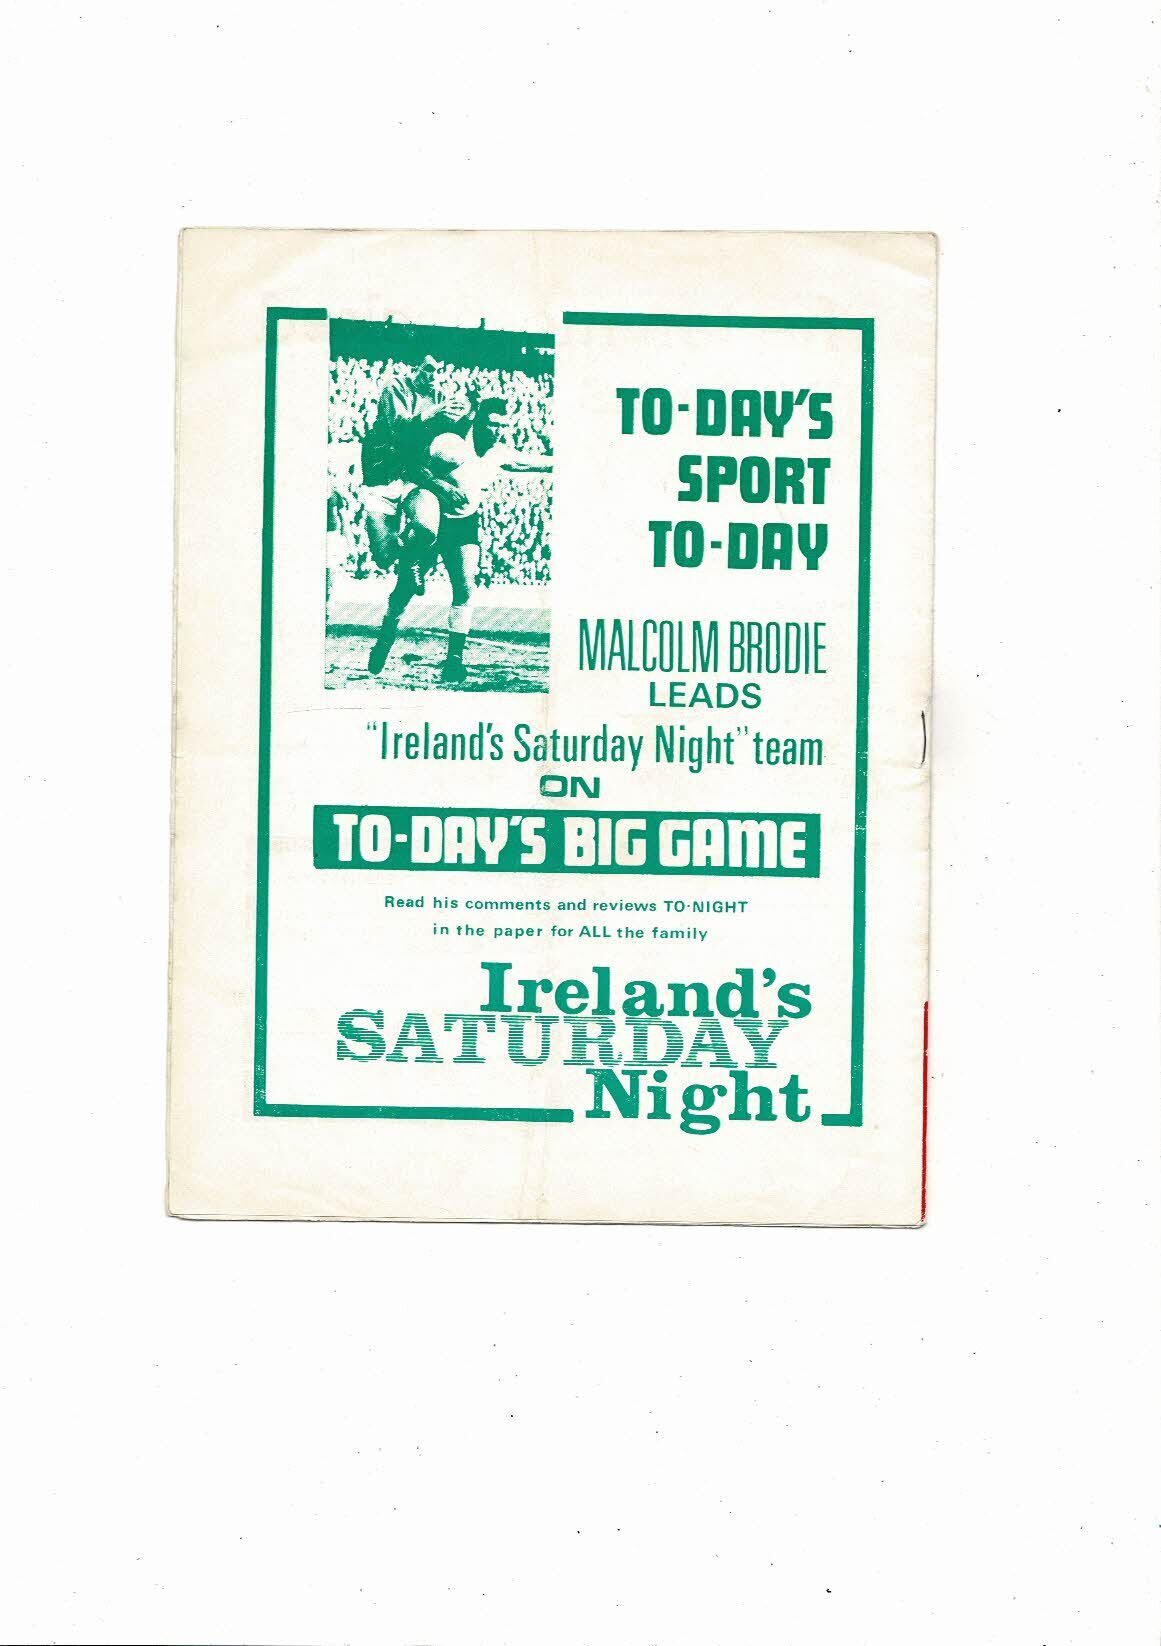 TO-DAY'S
SPORT
TO-DAY
MALCOLM BRODIE
LEADS
"Ireland's Saturday Night" team
ON
TO-DAY'S BIG GAME
Read his comments and reviews TO-NIGHT
in the paper for ALL the family
Ireland's
SATURDAY
Night